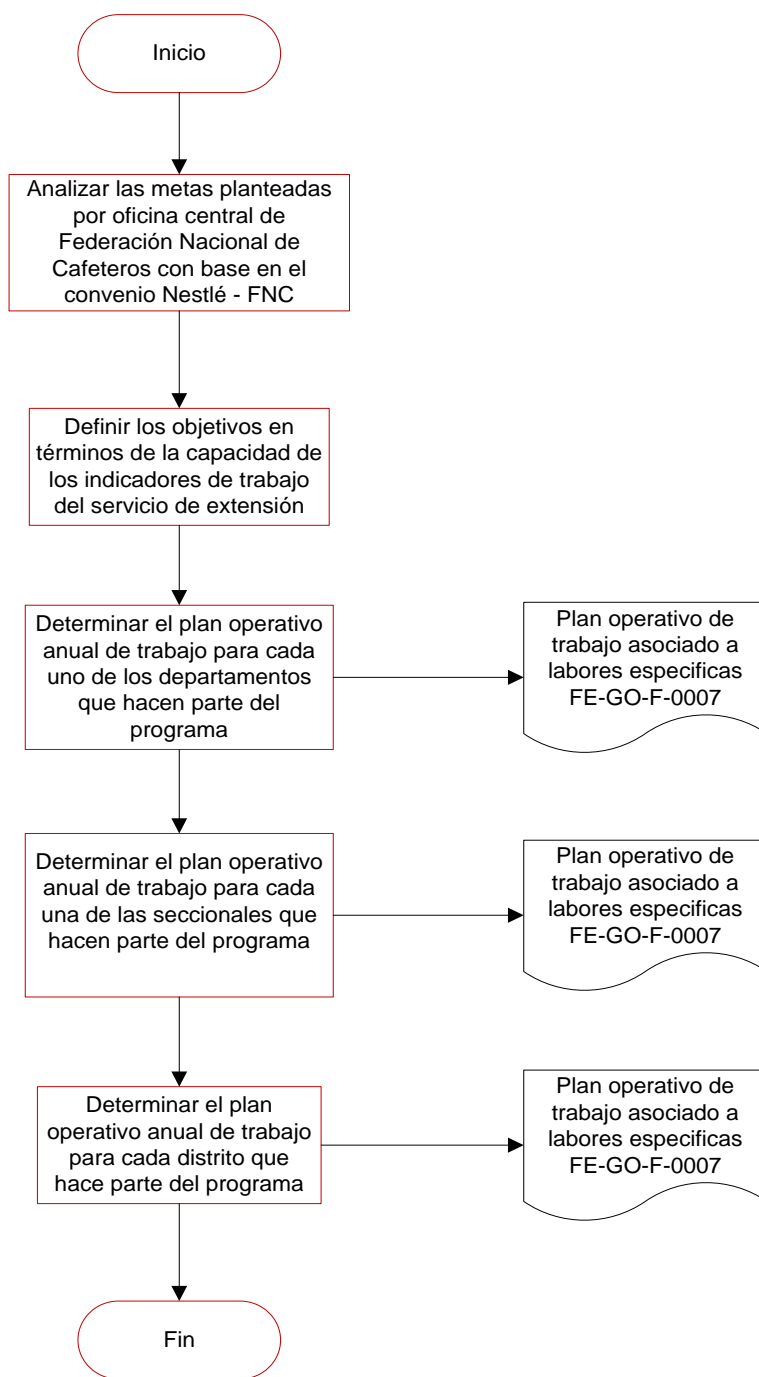 Inicio
Analizar las metas planteadas
por oficina central de
Federación Nacional de
Cafeteros con base en el
convenio Nestlé - FNC
Definir los objetivos en
términos de la capacidad de
los indicadores de trabajo
del servicio de extensión
Determinar el plan operativo
anual de trabajo para cada
uno de los departamentos
que hacen parte del
programa
Plan operativo de
trabajo asociado a
labores especificas
FE-GO-F-0007
Determinar el plan operativo
anual de trabajo para cada
una de las seccionales que
hacen parte del programa
Plan operativo de
trabajo asociado a
labores especificas
FE-GO-F-0007
Determinar el plan
operativo anual de trabajo
para cada distrito que
hace parte del programa
Plan operativo de
trabajo asociado a
labores especificas
FE-GO-F-0007
Fin